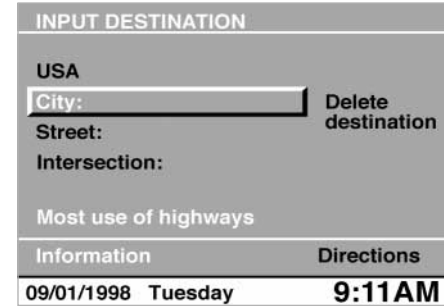 INPUT DESTINATION
USA
City:
Delete
destination
Street:
Intersection:
Most use of highways
Information
Directions
09/01/1998 Tuesday
9:11AM